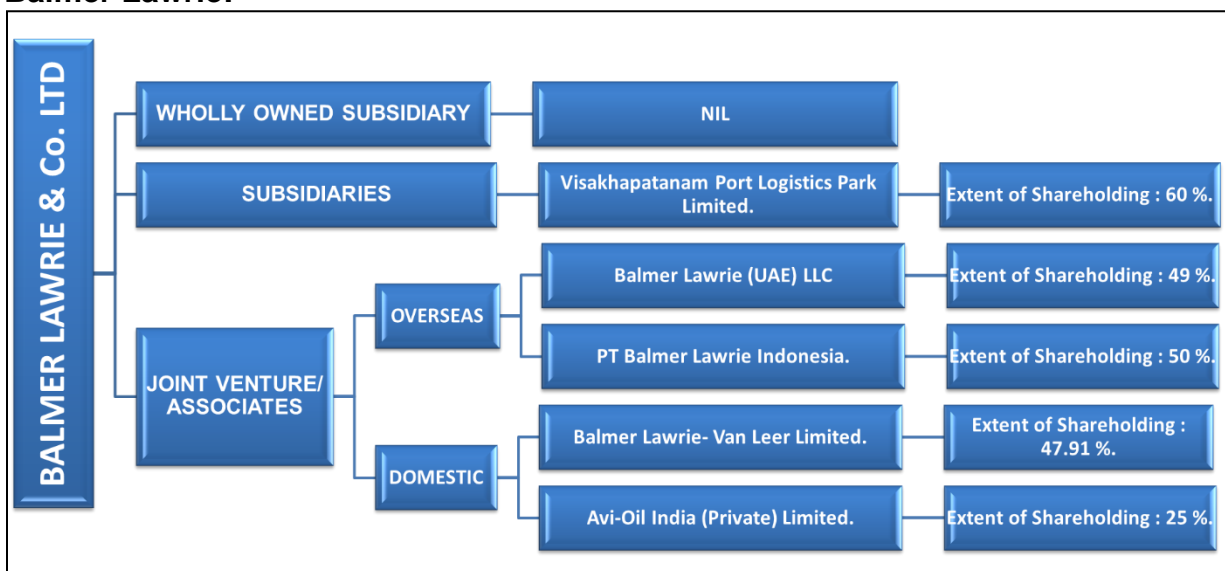 BALMER LAWRIE & Co. LTD
WHOLLY OWNED SUBSIDIARY
NIL
SUBSIDIARIES
Visakhapatanam Port Logistics Park
Limited.
Extent of Shareholding : 60 %.
JOINT VENTURE/
ASSOCIATES
OVERSEAS
Balmer Lawrie (UAE) LLC
Extent of Shareholding : 49 %.
PT Balmer Lawrie Indonesia.
Extent of Shareholding : 50 %.
DOMESTIC
Balmer Lawrie- Van Leer Limited.
Extent of Shareholding :
47.91 %.
Avi-Oil India (Private) Limited.
Extent of Shareholding : 25 %.